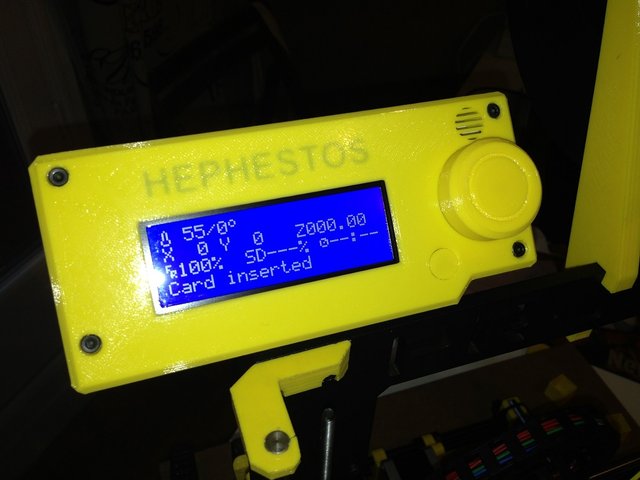 HEPHESTOS
55/0°
X 0 Y 0 Z000.00
100% SD---% --:--
Card inserted